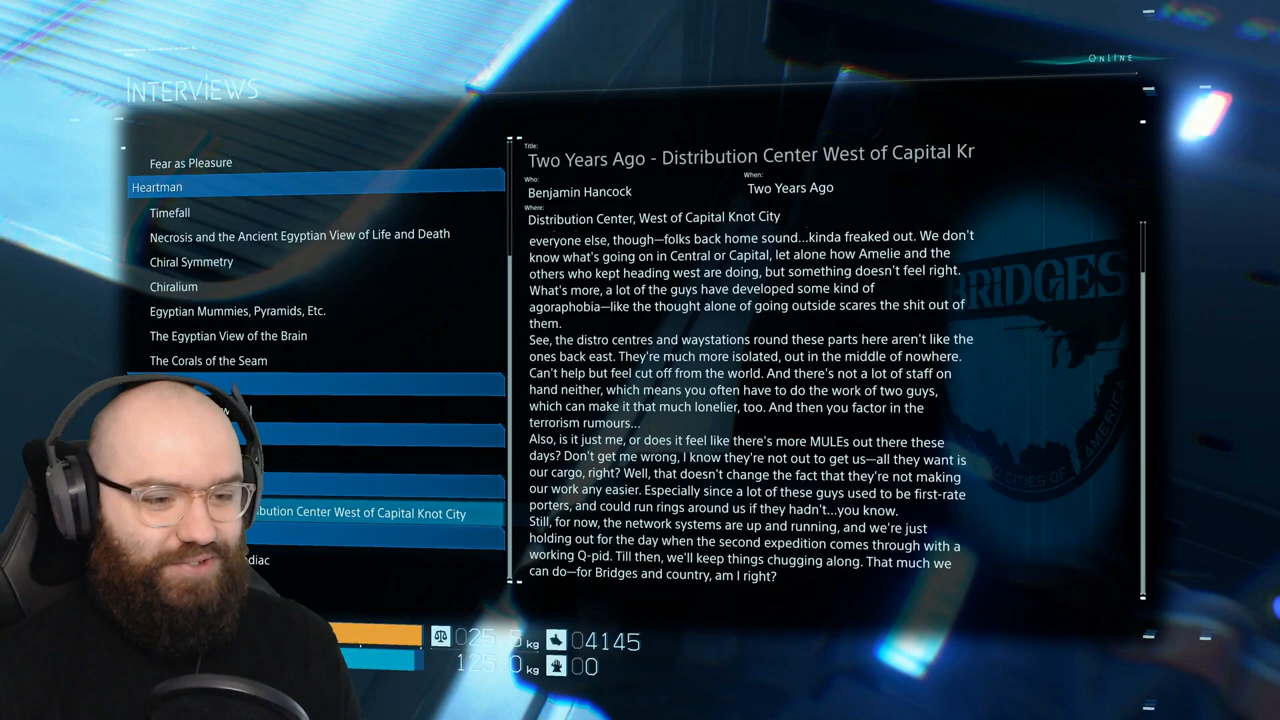 INTERVIEWS
ONLINE
Fear as Pleasure
Heartman
Timefall
Necrosis and the Ancient Egyptian View of Life and Death
Chiral Symmetry
Chiralium
Egyptian Mummies, Pyramids, Etc.
The Egyptian View of the Brain
The Corals of the Seam
bution Center West of Capital Knot City
diac
Title:
Two Years Ago - Distribution Center West of Capital Kr
Who:
Benjamin Hancock
When:
Two Years Ago
Where:
Distribution Center, West of Capital Knot City
everyone else, though—folks back home sound...kinda freaked out. We don't
know what's going on in Central or Capital, let alone how Amelie and the
others who kept heading west are doing, but something doesn't feel right.
What's more, a lot of the guys have developed some kind of
agoraphobia—like the thought alone of going outside scares the shit out of
them.
See, the distro centres and waystations round these parts here aren't like the
ones back east. They're much more isolated, out in the middle of nowhere.
Can't help but feel cut off from the world. And there's not a lot of staff on
hand neither, which means you often have to do the work of two guys,
which can make it that much lonelier, too. And then you factor in the
terrorism rumours...
Also, is it just me, or does it feel like there's more MULEs out there these
days? Don't get me wrong, I know they're not out to get us—all they want is
our cargo, right? Well, that doesn't change the fact that they're not making
our work any easier. Especially since a lot of these guys used to be first-rate
porters, and could run rings around us if they hadn't...you know.
Still, for now, the network systems are up and running, and we're just
holding out for the day when the second expedition comes through with a
working Q-pid. Till then, we'll keep things chugging along. That much we
can do—for Bridges and country, am I right?
BRIDGES
CITIES OF AMERICA
025.5 kg
04145
125.0 kg
00